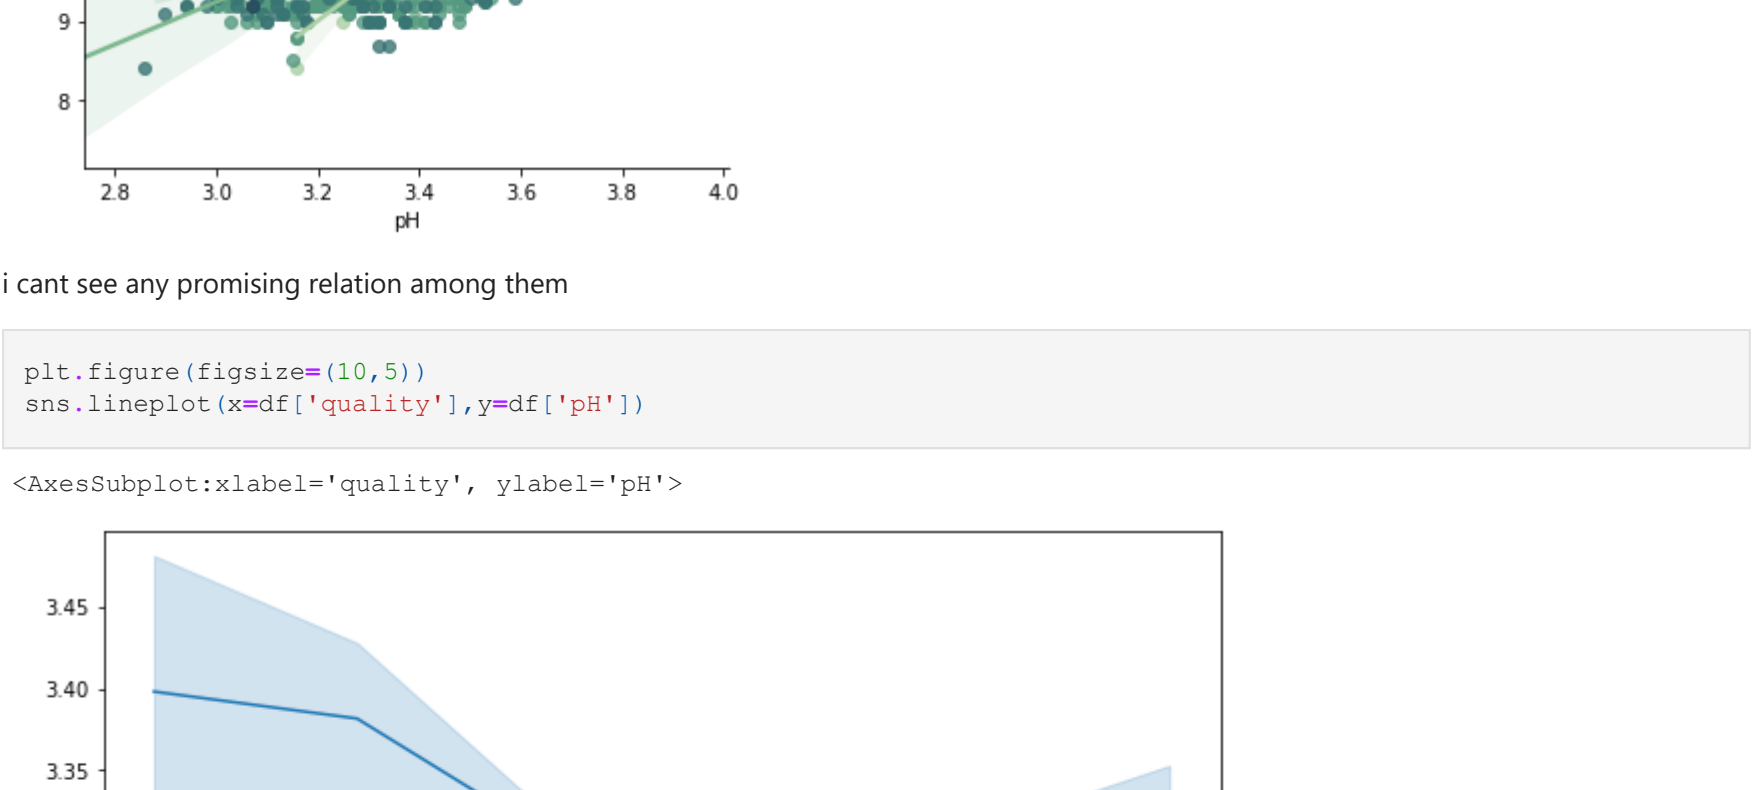 9
8
2.8 3.0 3.2 3.4 3.6 3.8 4.0
pH
i cant see any promising relation among them
plt.figure(figsize=(10,5))
sns.lineplot(x=df['quality'],y=df['pH'])
<AxesSubplot:xlabel='quality', ylabel='pH'>
3.45
3.40
3.35